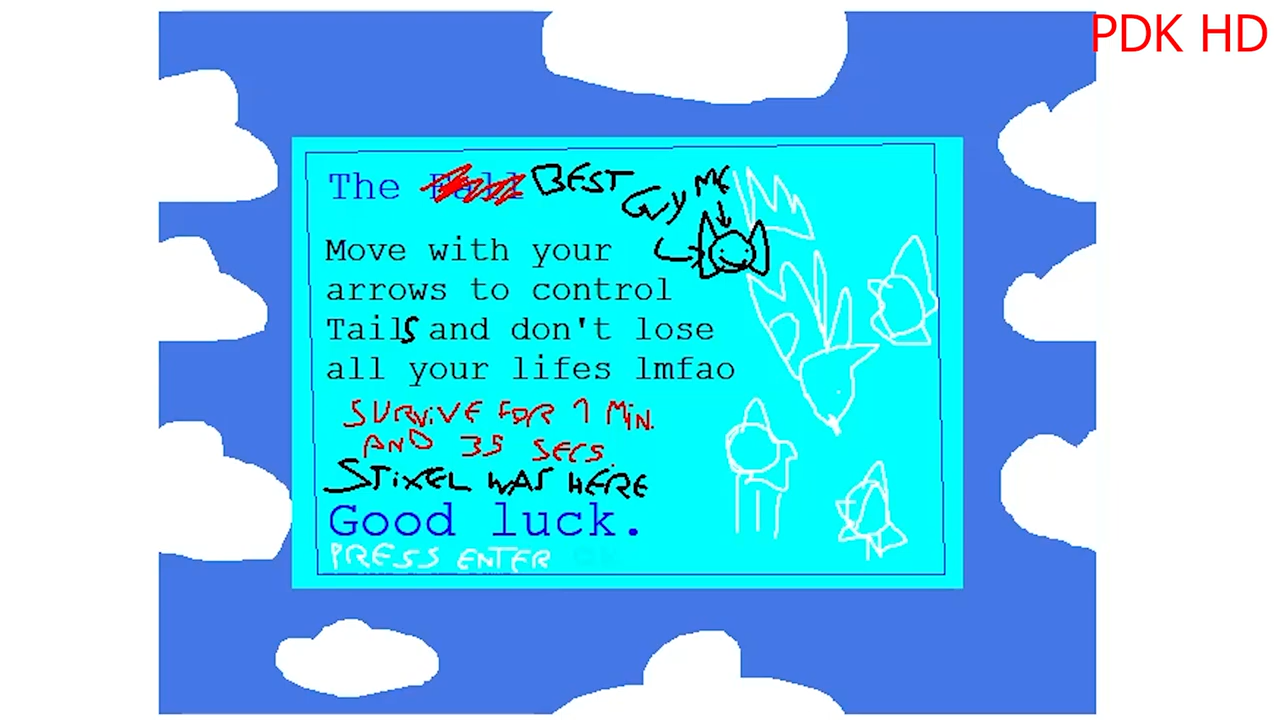 PDK HD
The Fall BEST GUY ME
Move with your
arrows to control
Tails and don't lose
all your lifes lmfao
SURViVE FOR 1 MiN.
AND 35 SECS.
STiXEL WAS HERE
Good luck.
PRESS ENTER